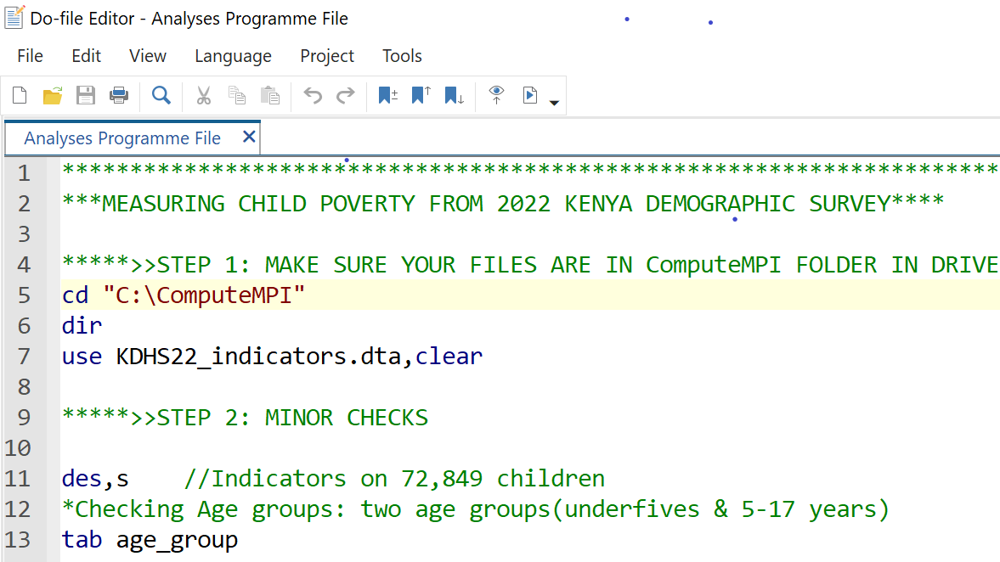 Do-file Editor - Analyses Programme File
File Edit View Language Project Tools
Analyses Programme File ×
1 *********************************************************************
2 ***MEASURING CHILD POVERTY FROM 2022 KENYA DEMOGRAPHIC SURVEY****
3
4 *****>>STEP 1: MAKE SURE YOUR FILES ARE IN ComputeMPI FOLDER IN DRIVE
5 cd "C:\ComputeMPI"
6 dir
7 use KDHS22_indicators.dta,clear
8
9 *****>>STEP 2: MINOR CHECKS
10
11 des,s    //Indicators on 72,849 children
12 *Checking Age groups: two age groups(underfives & 5-17 years)
13 tab age_group